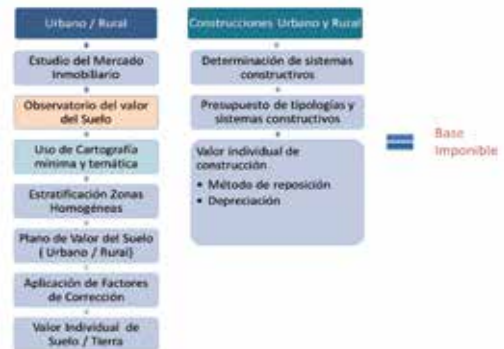 Urbano / Rural
Estudio del Mercado
Inmobiliario
Observatorio del valor
del Suelo
Uso de Cartografía
mínima y temática
Estratificación Zonas
Homogéneas
Plano de Valor del Suelo
( Urbano / Rural)
Aplicación de Factores
de Corrección
Valor Individual de
Suelo / Tierra
Construcciones Urbano y Rural
Determinación de sistemas
constructivos
Presupuesto de tipologías y
sistemas constructivos
Valor individual de
construcción
• Método de reposición
• Depreciación
Base
Imponible